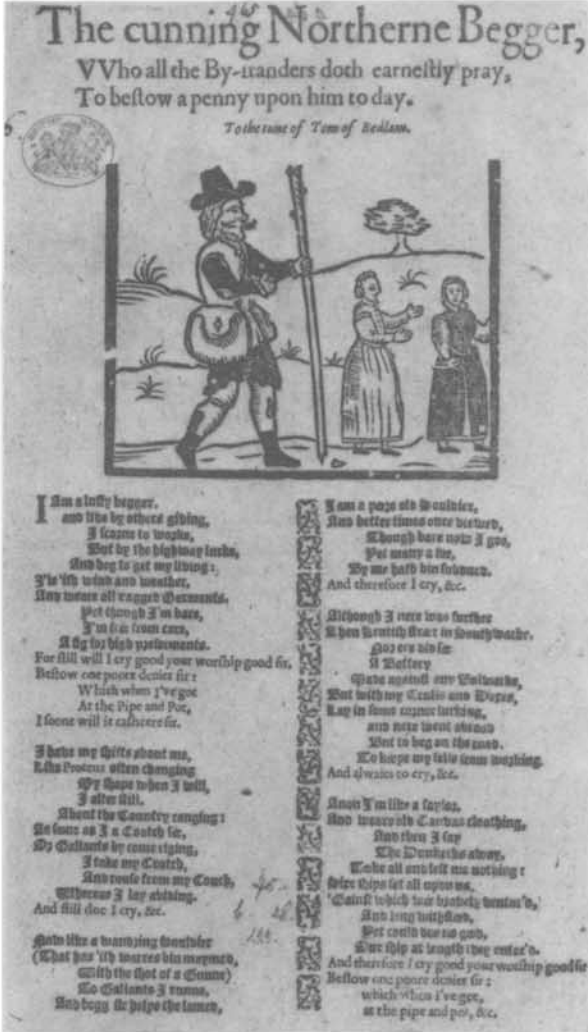 The cunning Northerne Begger,
VVho all the By-standers doth earnestly pray,
To bestow a penny upon him to day.
To the tune of Tom of Bedlam.
I Am a lusty begger,
and live by others giving,
I scorne to worke,
But by the highway lurke,
And beg to get my living:
I'le i'th wind and weather,
And weare all ragged Garments,
Yet though I'm bare,
I'm free from care,
A fig for high preferments.
For still will I cry good your worship good sir,
Bestow one poore denier sir:
Which when I've got
At the Pipe and Pot,
I soone will it casheere sir.
I have my shifts about me,
Like Proteus often changing
My shape when I will,
I alter still,
About the Country ranging:
As soone as I a Coatch see,
Or Gallants by come riding,
I take my Crutch,
And rouse from my Couch,
Whereas I lay abiding.
And still doe I cry, &c.
Now like a wandring souldier
(That has i'th warres bin maymed,
With the shot of a Gunne)
To Gallants I runne,
And begg sir helpe the lamed,
I am a poore old Souldier,
And better times once viewed,
Though bare now I goe,
Yet many a foe,
By me hath bin subdued.
And therefore I cry, &c.
Although I nere was further
Then Kentish street in Southwarke,
Nor ere did see
A Battery
Made against any Bulwarke,
But with my Trulls and Doxes,
Lay in some corner lurking,
and nere went abroad
But to beg on the road,
To keepe my selfe from working.
And alwaies to cry, &c.
Anon I'm like a saylor,
And weare old Canvas cloathing,
And then I say
The Dunkerks away,
Tooke all and left me nothing:
Sixe ships set all upon us,
'Gainst which wee bravely ventur'd,
And long withstood,
Yet could doe no good,
Our ship at length they enter'd.
And therefore I cry good your worship good sir
Bestow one poore denier sir:
which when I've got,
at the pipe and pot, &c.